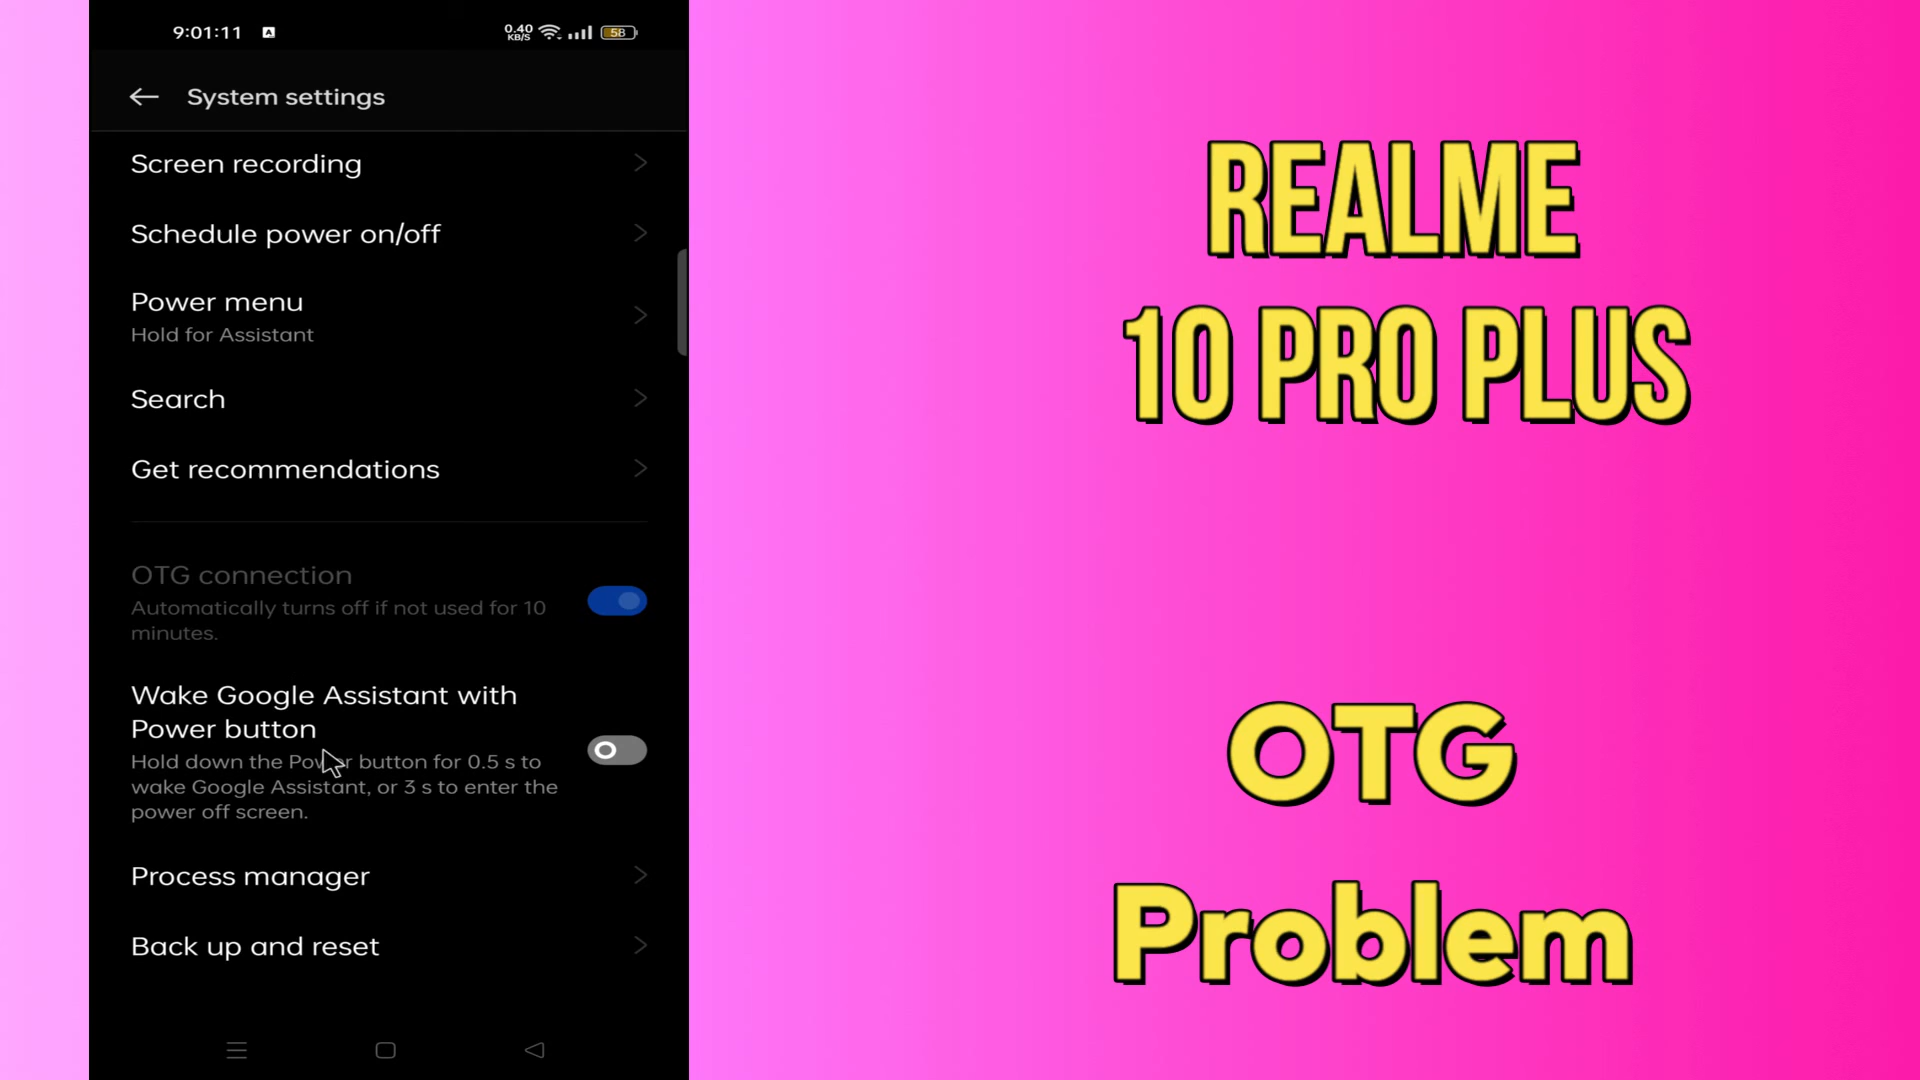 9:01:11
0.40
KB/S
58
System settings
Screen recording
Schedule power on/off
Power menu
Hold for Assistant
Search
Get recommendations
OTG connection
Automatically turns off if not used for 10
minutes.
Wake Google Assistant with
Power button
Hold down the Power button for 0.5 s to
wake Google Assistant, or 3 s to enter the
power off screen.
Process manager
Back up and reset
REALME
10 PRO PLUS
OTG
Problem